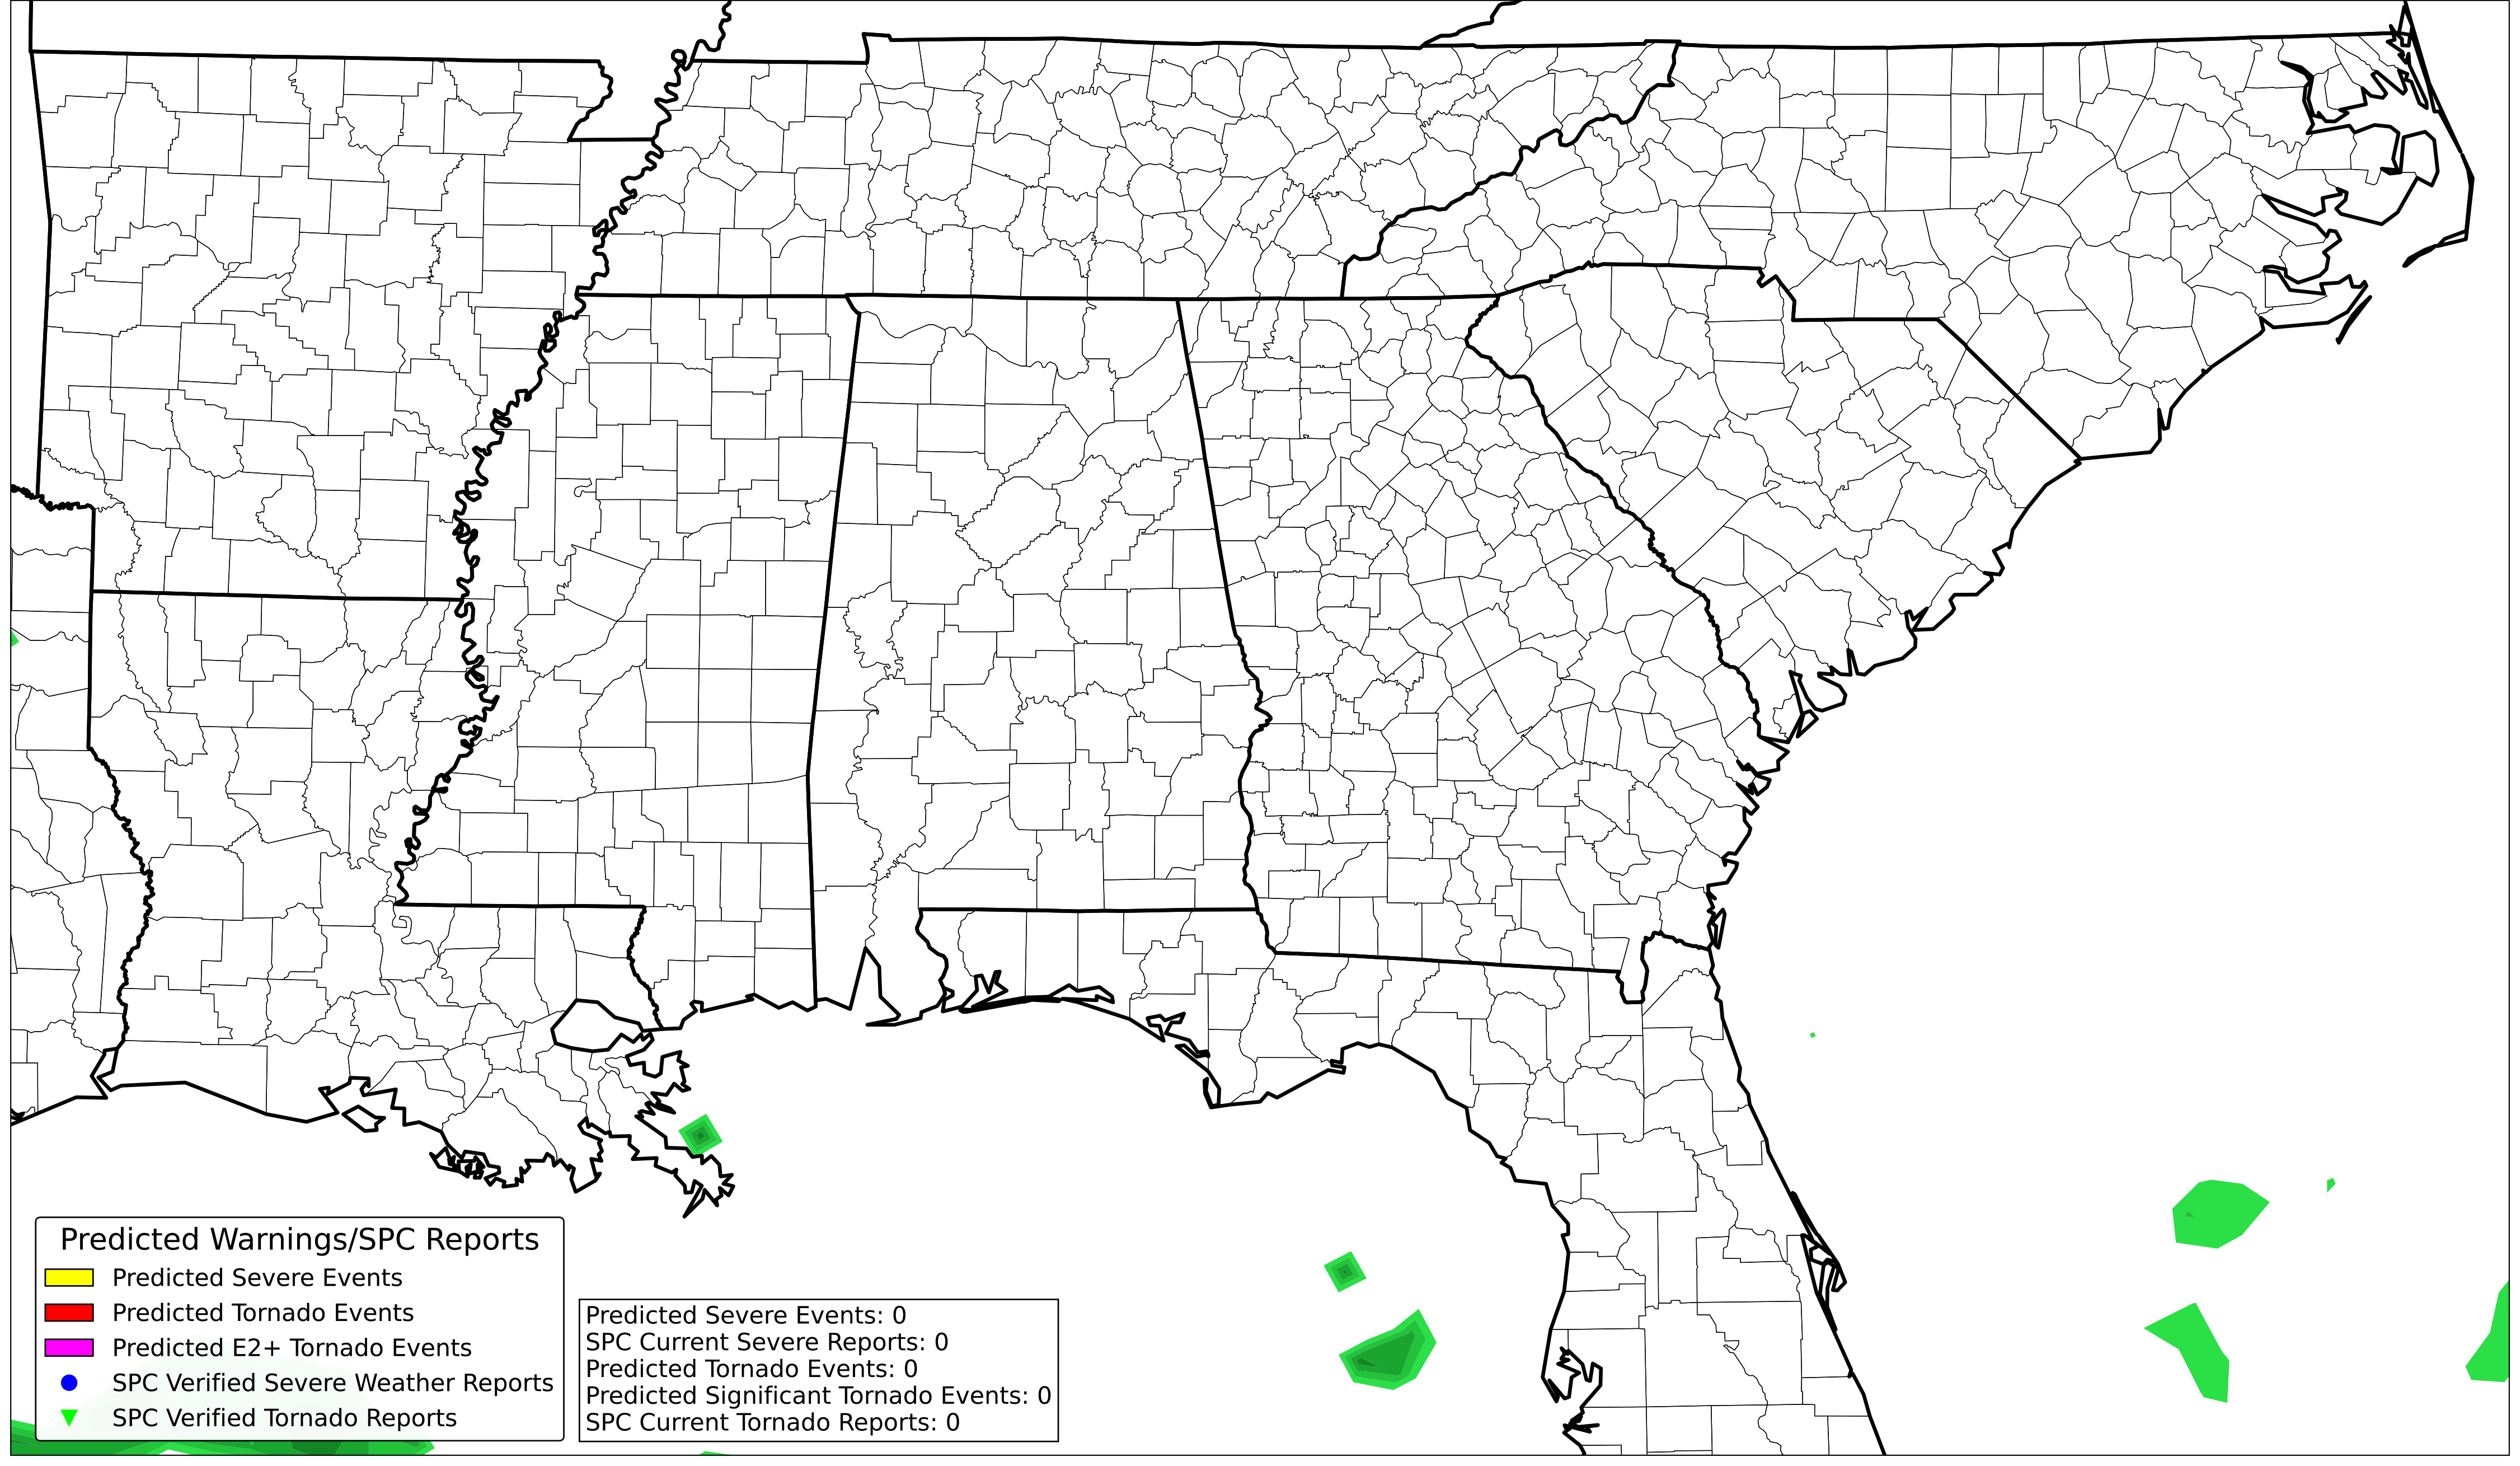 Predicted Warnings/SPC Reports
Predicted Severe Events
Predicted Tornado Events
Predicted E2+ Tornado Events
SPC Verified Severe Weather Reports
SPC Verified Tornado Reports
Predicted Severe Events: 0
SPC Current Severe Reports: 0
Predicted Tornado Events: 0
Predicted Significant Tornado Events: 0
SPC Current Tornado Reports: 0